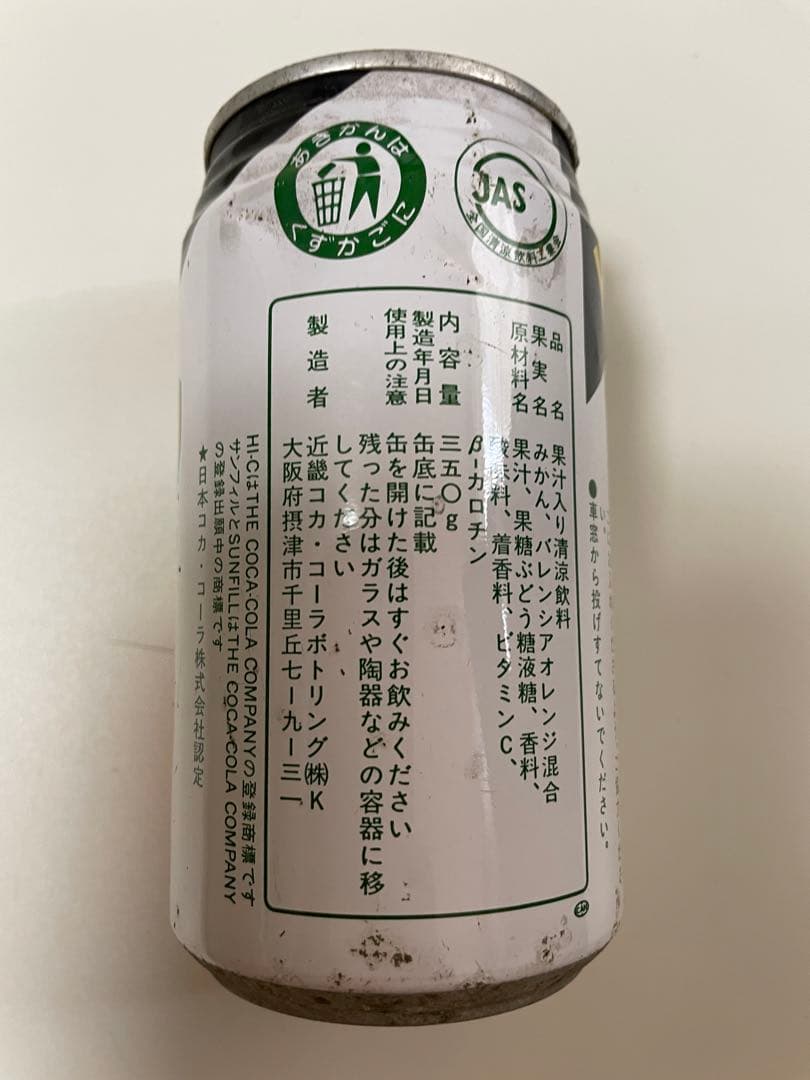 あきかんは
くずかごに
JAS
全国清涼飲料工業会
品名 果汁入り清涼飲料
果実名 みかん、バレンシアオレンジ混合
原材料名 果汁、果糖ぶどう糖液糖、香料、
酸味料、着香料、ビタミンC、
β-カロチン
内容量 三五〇g
製造年月日 缶底に記載
使用上の注意 缶を開けた後はすぐお飲みください
残った分はガラスや陶器などの容器に移
してください
製造者 近畿コカ・コーラボトリング㈱K
大阪府摂津市千里丘七ー九ー三一
HI-CはTHE COCA-COLA COMPANYの登録商標です
サンフィルとSUNFILLはTHE COCA-COLA COMPANY
の登録出願中の商標です
★日本コカ・コーラ株式会社認定
い。
●車窓から投げすてないでください。